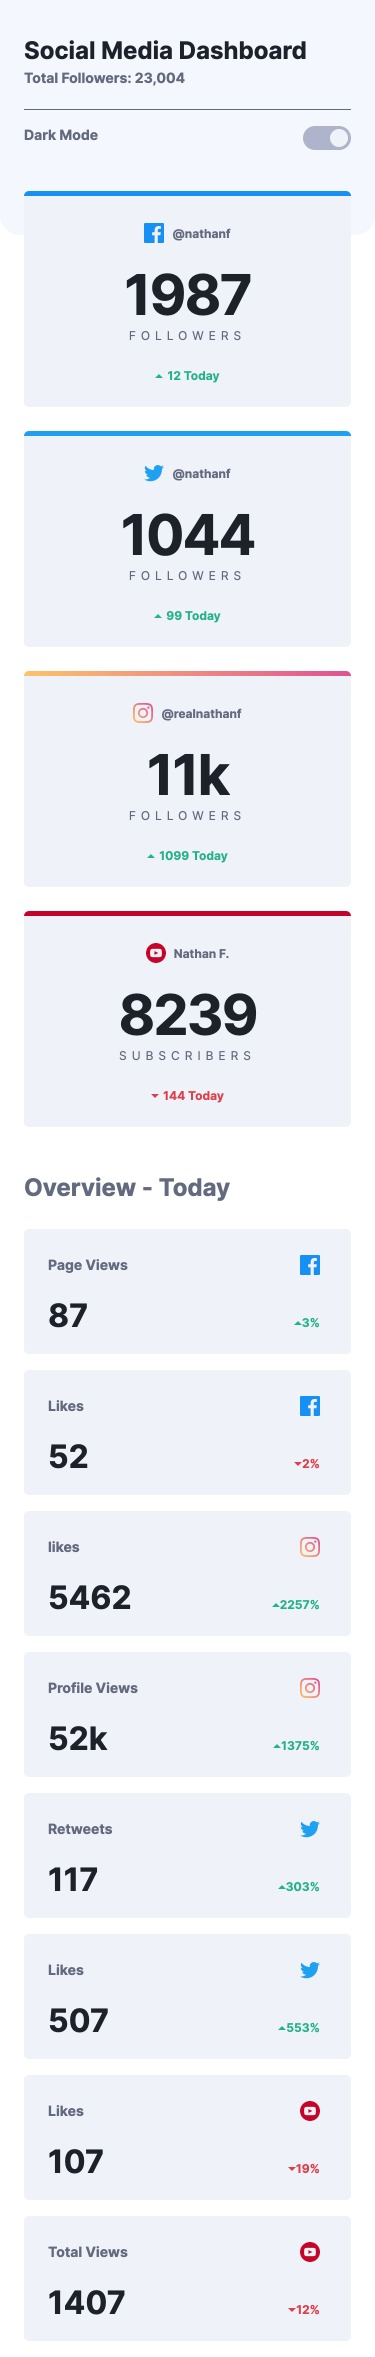 Social Media Dashboard
Total Followers: 23,004
Dark Mode
@nathanf
1987
FOLLOWERS
12 Today
@nathanf
1044
FOLLOWERS
99 Today
@realnathanf
11k
FOLLOWERS
1099 Today
Nathan F.
8239
SUBSCRIBERS
144 Today
Overview - Today
Page Views
87
3%
Likes
52
2%
likes
5462
2257%
Profile Views
52k
1375%
Retweets
117
303%
Likes
507
553%
Likes
107
19%
Total Views
1407
12%